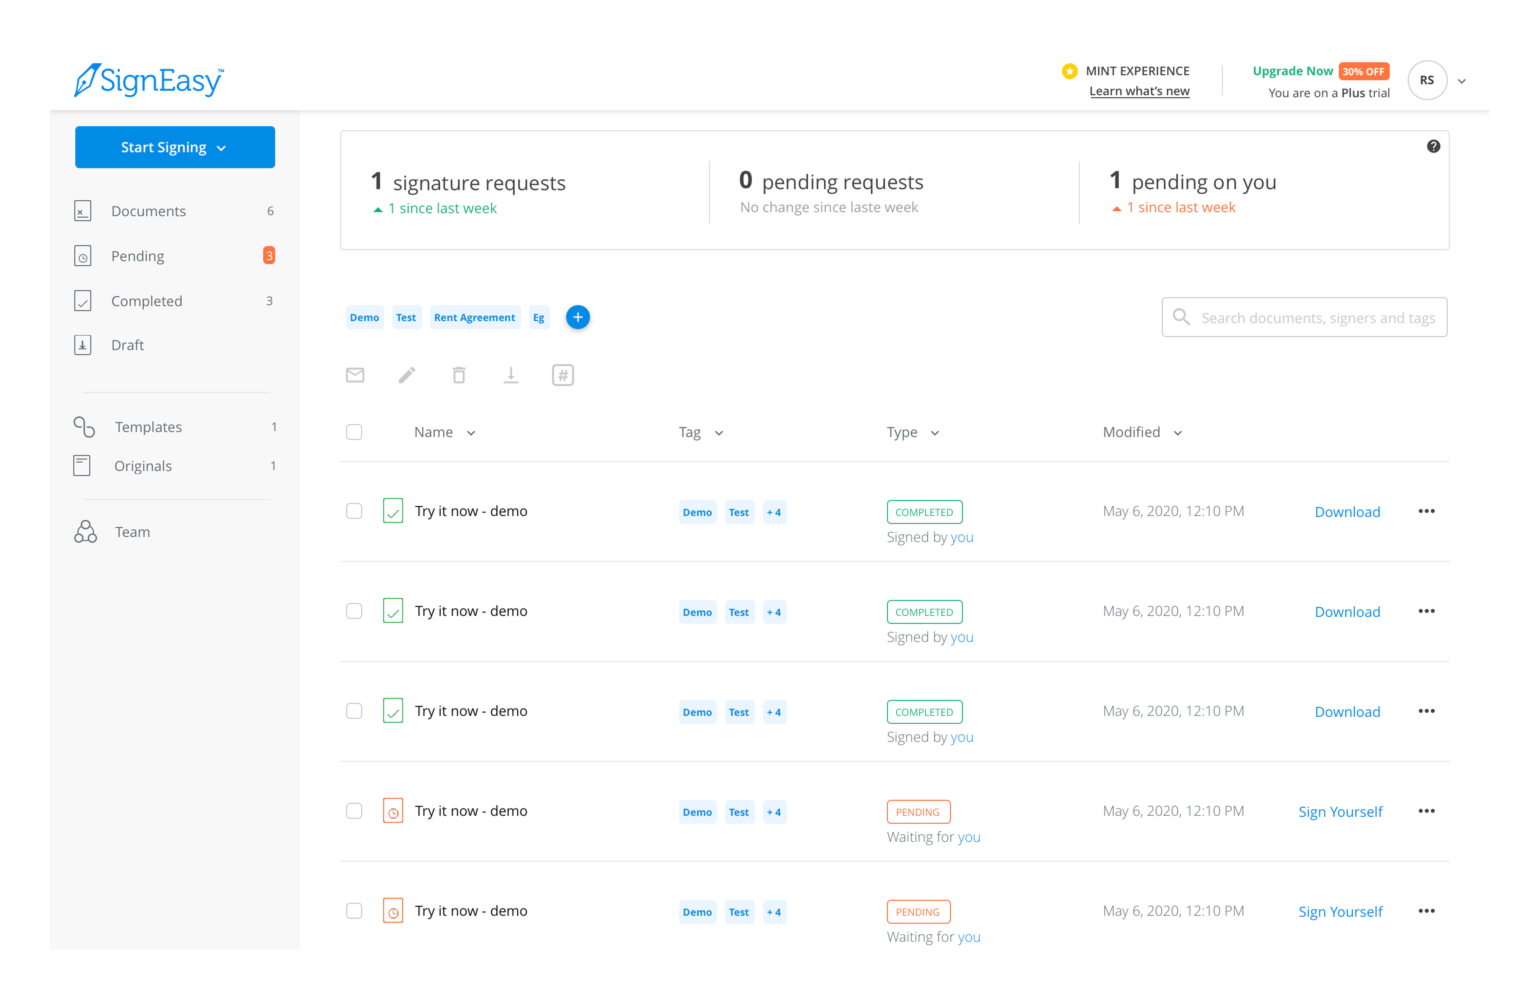 SignEasy™
MINT EXPERIENCE
Learn what's new
Upgrade Now 30% OFF
You are on a Plus trial
RS
Start Signing
Documents 6
Pending 3
Completed 3
Draft
Templates 1
Originals 1
Team
1 signature requests
1 since last week
0 pending requests
No change since laste week
1 pending on you
1 since last week
?
Demo Test Rent Agreement Eg +
Search documents, signers and tags
#
Name Tag Type Modified
Try it now - demo Demo Test + 4 COMPLETED May 6, 2020, 12:10 PM Download
Signed by you
Try it now - demo Demo Test + 4 COMPLETED May 6, 2020, 12:10 PM Download
Signed by you
Try it now - demo Demo Test + 4 COMPLETED May 6, 2020, 12:10 PM Download
Signed by you
Try it now - demo Demo Test + 4 PENDING May 6, 2020, 12:10 PM Sign Yourself
Waiting for you
Try it now - demo Demo Test + 4 PENDING May 6, 2020, 12:10 PM Sign Yourself
Waiting for you